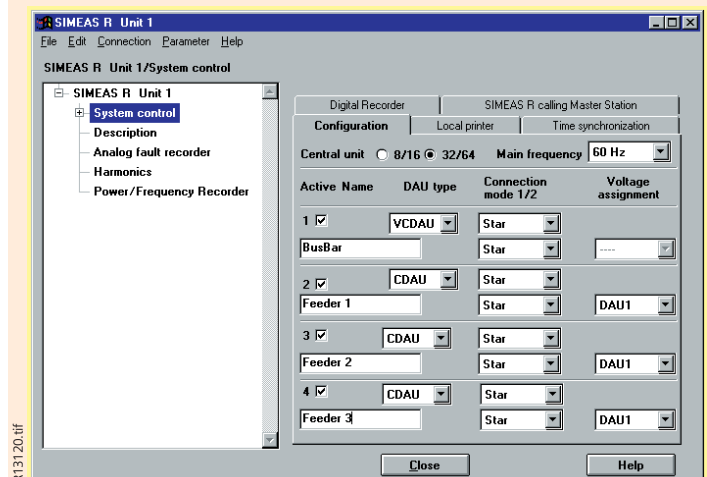 SIMEAS R Unit 1
File Edit Connection Parameter Help
SIMEAS R Unit 1/System control
SIMEAS R Unit 1
System control
Description
Analog fault recorder
Harmonics
Power/Frequency Recorder
Digital Recorder SIMEAS R calling Master Station
Configuration Local printer Time synchronization
Central unit 8/16 32/64 Main frequency 60 Hz
Active Name DAU type Connection mode 1/2 Voltage assignment
1 VCDAU Star
BusBar Star ----
2 CDAU Star
Feeder 1 Star DAU1
3 CDAU Star
Feeder 2 Star DAU1
4 CDAU Star
Feeder 3 Star DAU1
Close Help
R13120.tif